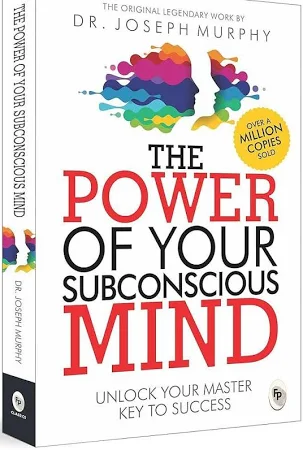 THE ORIGINAL LEGENDARY WORK BY
DR. JOSEPH MURPHY
OVER A
MILLION
COPIES
SOLD
THE
POWER
OF YOUR
SUBCONSCIOUS
MIND
UNLOCK YOUR MASTER
KEY TO SUCCESS
FP
THE POWER OF YOUR SUBCONSCIOUS MIND
DR. JOSEPH MURPHY
FP
CLASSICS